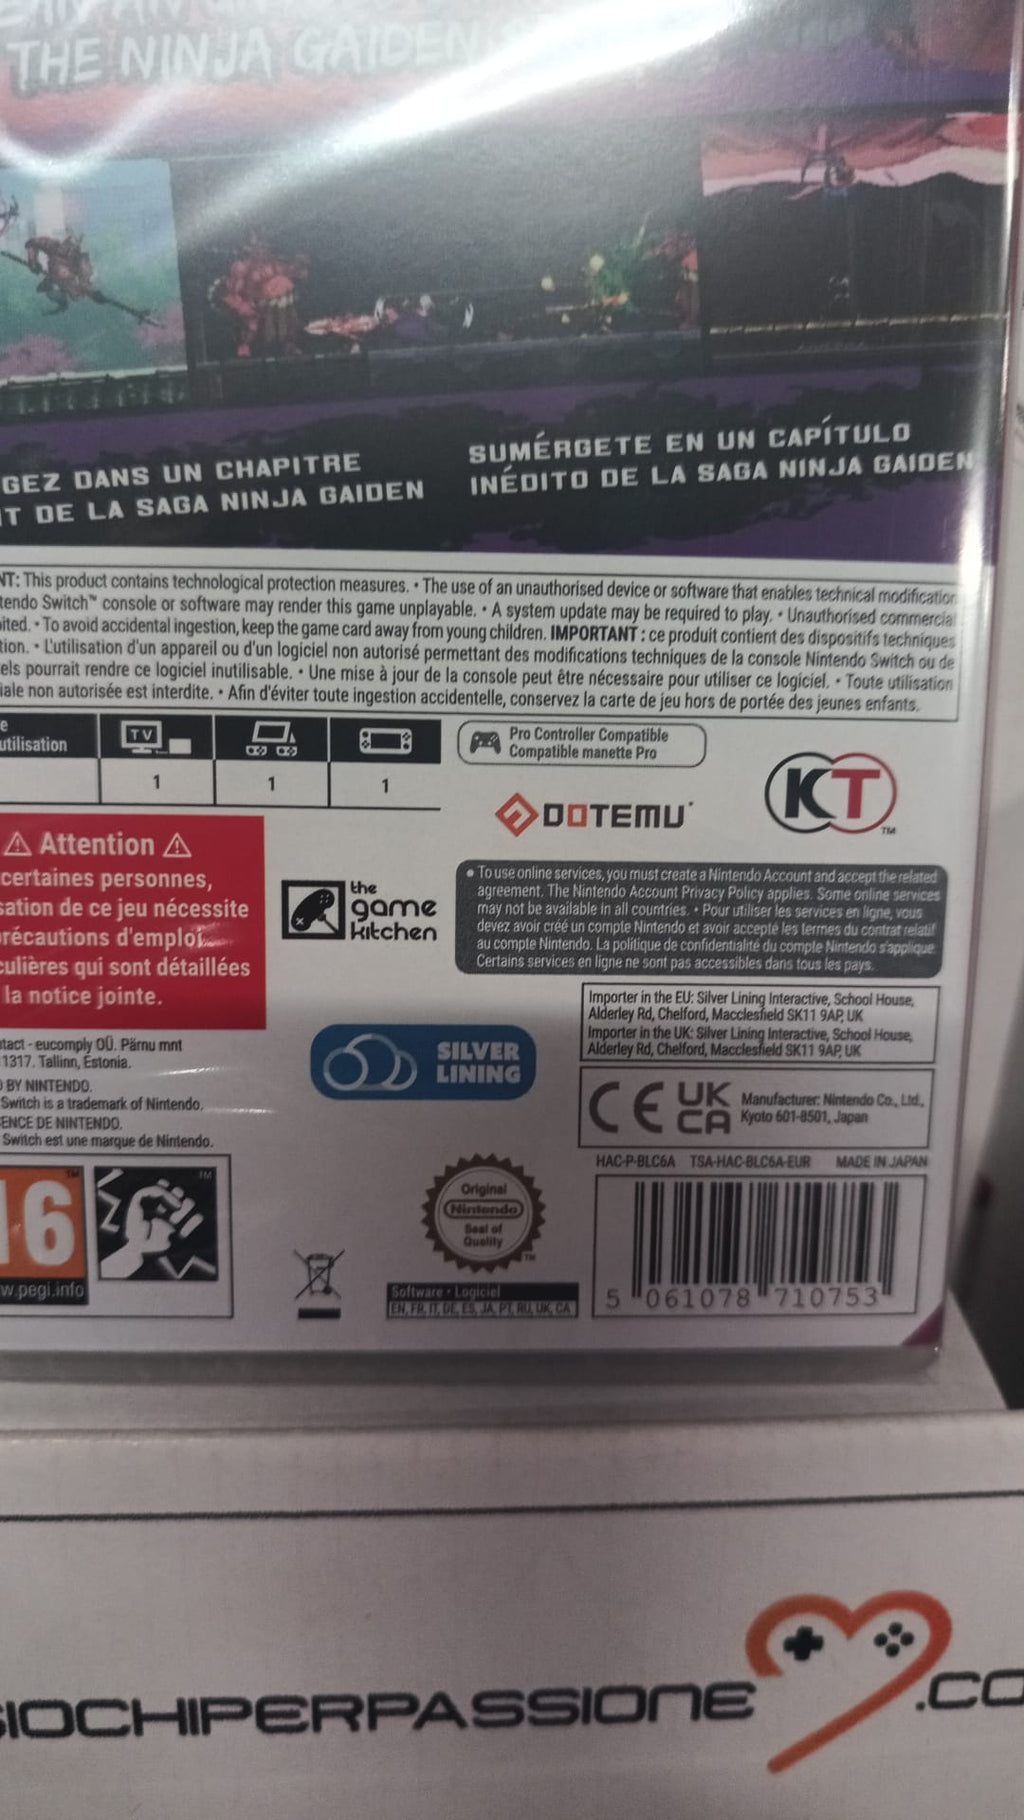 THE NINJA GAIDEN
GEZ DANS UN CHAPITRE
T DE LA SAGA NINJA GAIDEN
SUMÉRGETE EN UN CAPÍTULO
INÉDITO DE LA SAGA NINJA GAIDEN
NT: This product contains technological protection measures. • The use of an unauthorised device or software that enables technical modification
tendo Switch™ console or software may render this game unplayable. • A system update may be required to play. • Unauthorised commercial
ited. • To avoid accidental ingestion, keep the game card away from young children. IMPORTANT : ce produit contient des dispositifs techniques
tion. • L'utilisation d'un appareil ou d'un logiciel non autorisé permettant des modifications techniques de la console Nintendo Switch ou de
els pourrait rendre ce logiciel inutilisable. • Une mise à jour de la console peut être nécessaire pour utiliser ce logiciel. • Toute utilisation
iale non autorisée est interdite. • Afin d'éviter toute ingestion accidentelle, conservez la carte de jeu hors de portée des jeunes enfants.
e
utilisation
TV
1
1
1
Pro Controller Compatible
Compatible manette Pro
DOTEMU
KT™
⚠ Attention ⚠
certaines personnes,
sation de ce jeu nécessite
récautions d'emploi
culières qui sont détaillées
la notice jointe.
the
game
kitchen
• To use online services, you must create a Nintendo Account and accept the related
agreement. The Nintendo Account Privacy Policy applies. Some online services
may not be available in all countries. • Pour utiliser les services en ligne, vous
devez avoir créé un compte Nintendo et avoir accepté les termes du contrat relatif
au compte Nintendo. La politique de confidentialité du compte Nintendo s'applique.
Certains services en ligne ne sont pas accessibles dans tous les pays.
Importer in the EU: Silver Lining Interactive, School House,
Alderley Rd, Chelford, Macclesfield SK11 9AP, UK
Importer in the UK: Silver Lining Interactive, School House,
Alderley Rd, Chelford, Macclesfield SK11 9AP, UK
ntact - eucomply OÜ. Pärnu mnt
1317. Tallinn, Estonia.
BY NINTENDO.
Switch is a trademark of Nintendo.
ENCE DE NINTENDO.
Switch est une marque de Nintendo.
SILVER
LINING
CE UK CA
Manufacturer: Nintendo Co., Ltd.,
Kyoto 601-8501, Japan
HAC-P-BLC6A TSA-HAC-BLC6A-EUR MADE IN JAPAN
16
™
w.pegi.info
™
Original
Nintendo
Seal of
Quality
™
Software • Logiciel
EN, FR, IT, DE, ES, JA, PT, RU, UK, CA
5 061078 710753
GIOCHIPERPASSIONE.CO